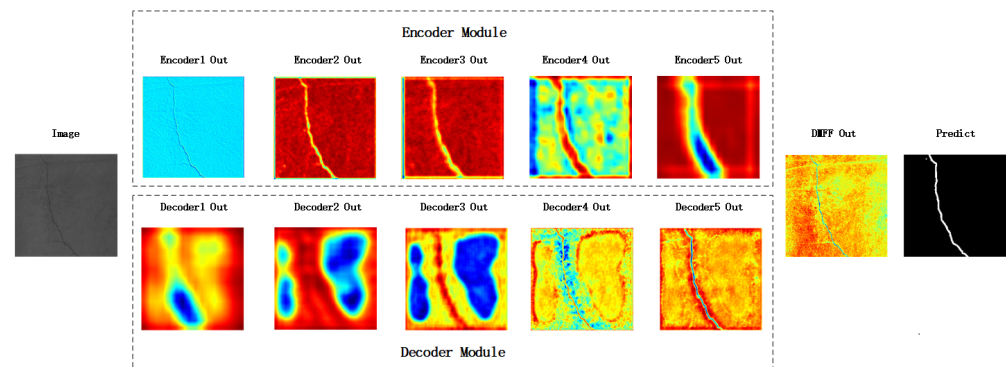 Encoder Module
Encoder1 Out
Encoder2 Out
Encoder3 Out
Encoder4 Out
Encoder5 Out
Image
DMFF Out
Predict
Decoder1 Out
Decoder2 Out
Decoder3 Out
Decoder4 Out
Decoder5 Out
Decoder Module